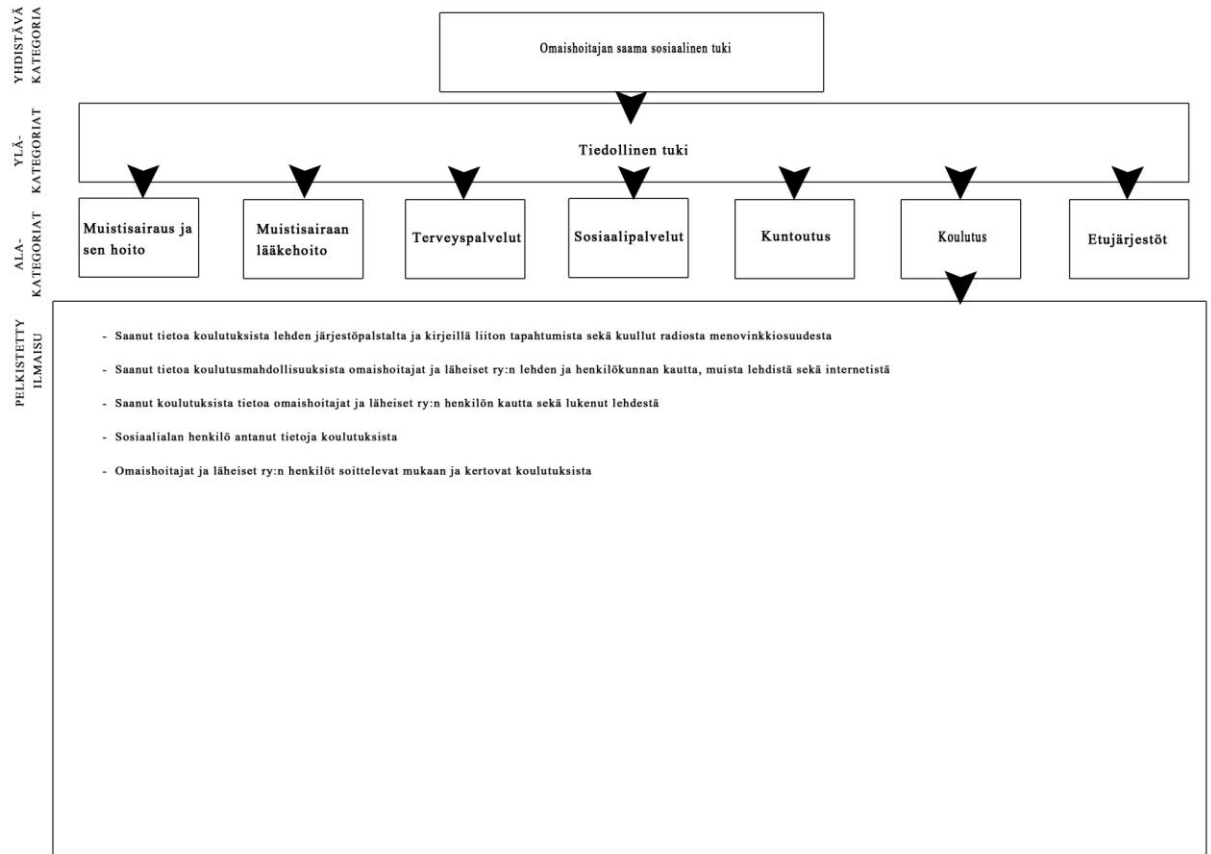 YHDISTÄVÄ
KATEGORIA
Omaishoitajan saama sosiaalinen tuki
YLÄ-
KATEGORIAT
Tiedollinen tuki
ALA-
KATEGORIAT
Muistisairaus ja
sen hoito
Muistisairaan
lääkehoito
Terveyspalvelut
Sosiaalipalvelut
Kuntoutus
Koulutus
Etujärjestöt
PELKISTETTY
ILMAISU
- Saanut tietoa koulutuksista lehden järjestöpalstalta ja kirjeillä liiton tapahtumista sekä kuullut radiosta menovinkkiosuudesta
- Saanut tietoa koulutusmahdollisuuksista omaishoitajat ja läheiset ry:n lehden ja henkilökunnan kautta, muista lehdistä sekä internetistä
- Saanut koulutuksista tietoa omaishoitajat ja läheiset ry:n henkilön kautta sekä lukenut lehdestä
- Sosiaalialan henkilö antanut tietoja koulutuksista
- Omaishoitajat ja läheiset ry:n henkilöt soittelevat mukaan ja kertovat koulutuksista